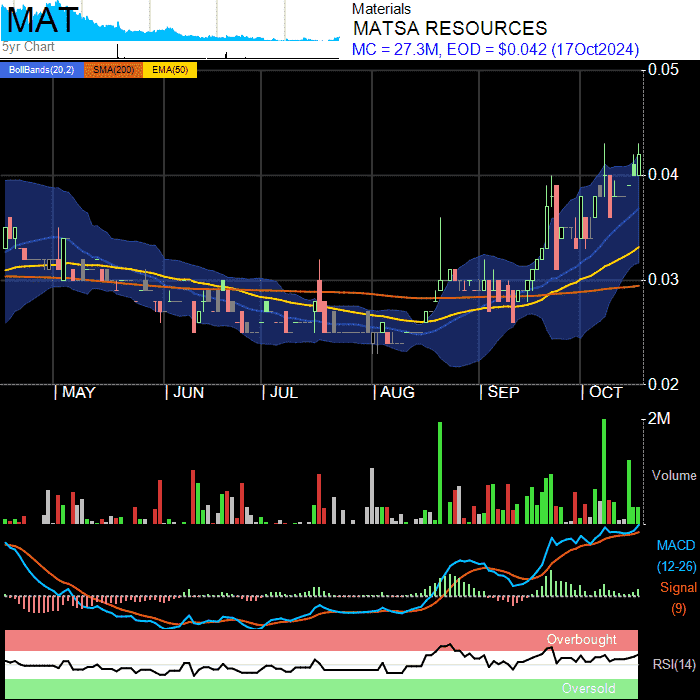 MAT
5yr Chart
Materials
MATSA RESOURCES
MC = 27.3M, EOD = $0.042 (17Oct2024)
BollBands(20,2) SMA(200) EMA(50)
0.05
0.04
0.03
0.02
MAY JUN JUL AUG SEP OCT
2M
Volume
MACD
(12-26)
Signal
(9)
Overbought
RSI(14)
Oversold